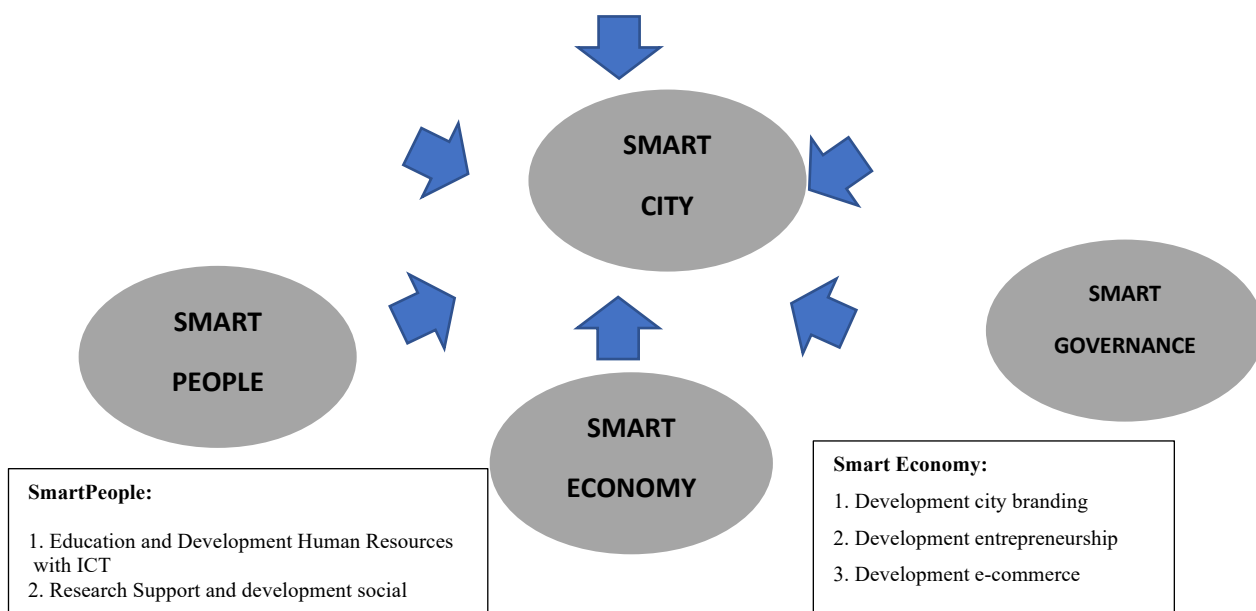 SMART
CITY
SMART
GOVERNANCE
SMART
PEOPLE
SMART
ECONOMY
SmartPeople:
1. Education and Development Human Resources
with ICT
2. Research Support and development social
Smart Economy:
1. Development city branding
2. Development entrepreneurship
3. Development e-commerce